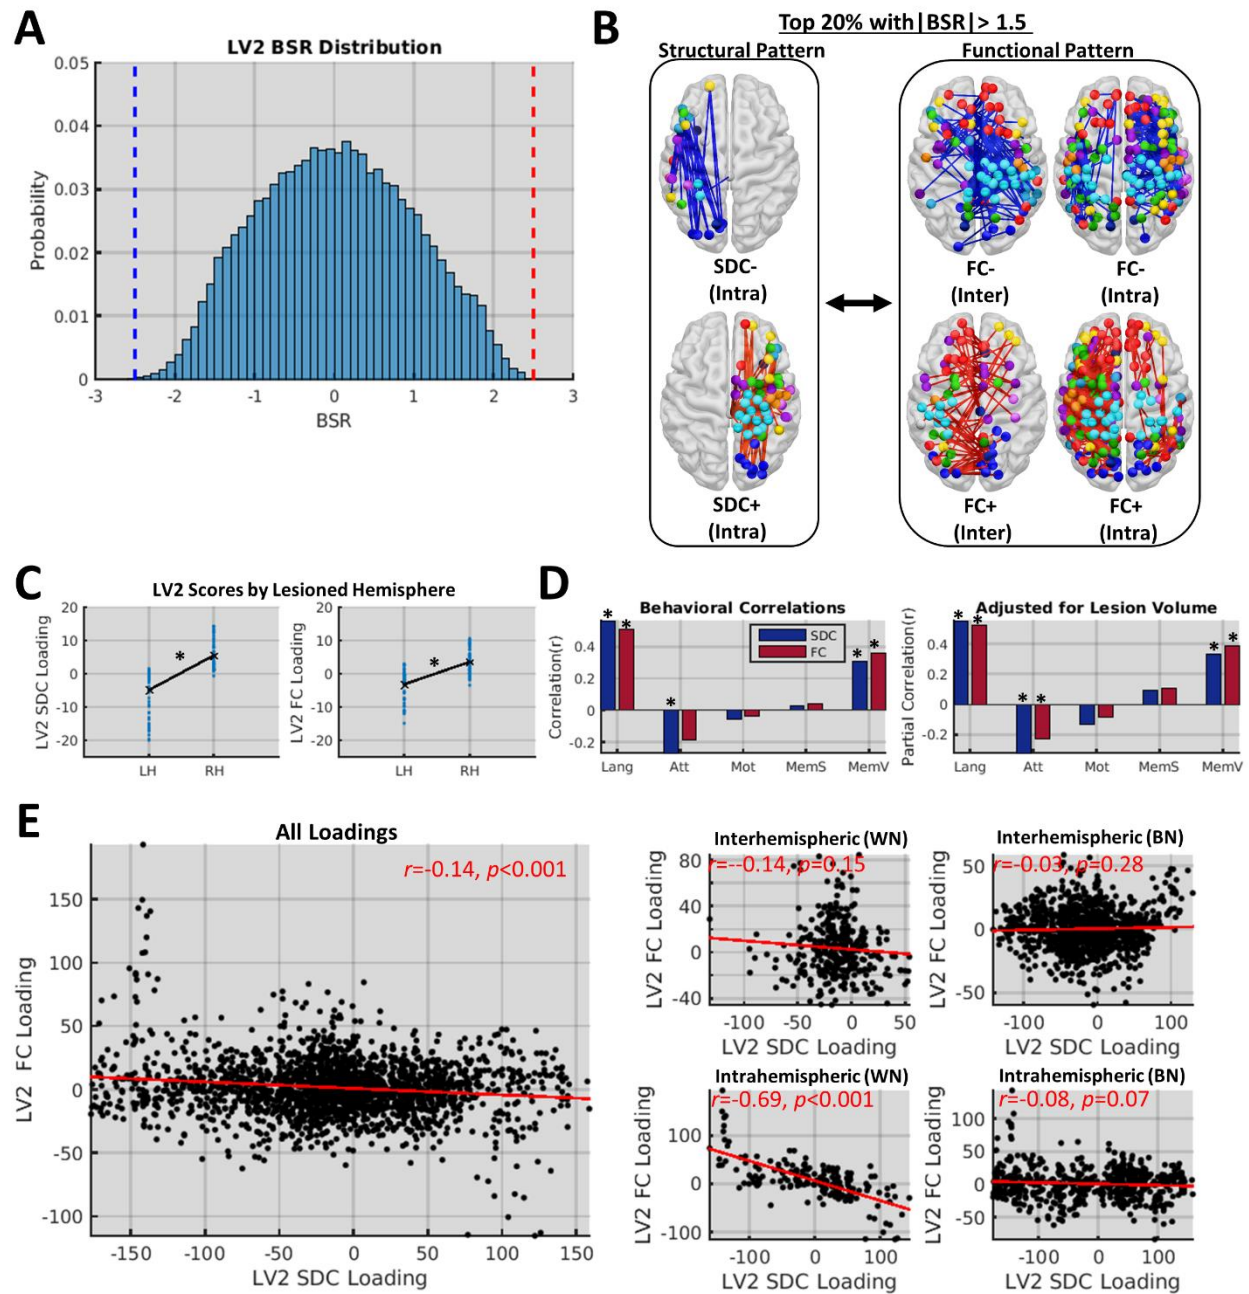 A
LV2 BSR Distribution
0.05
0.04
0.03
0.02
0.01
0
Probability
-3
-2
-1
0
1
2
3
BSR
B
Top 20% with|BSR|> 1.5
Structural Pattern
Functional Pattern
SDC-
(Intra)
FC-
(Inter)
FC-
(Intra)
SDC+
(Intra)
FC+
(Inter)
FC+
(Intra)
C
LV2 Scores by Lesioned Hemisphere
20
10
0
-10
-20
LV2 SDC Loading
*
LH
RH
20
10
0
-10
-20
LV2 FC Loading
*
LH
RH
D
Behavioral Correlations
0.4
0.2
0
-0.2
Correlation(r)
* *
*
* *
SDC
FC
Lang
Att
Mot
MemS
MemV
Adjusted for Lesion Volume
0.4
0.2
0
-0.2
Partial Correlation(r)
* *
* *
* *
Lang
Att
Mot
MemS
MemV
E
All Loadings
r=-0.14, p<0.001
150
100
50
0
-50
-100
LV2 FC Loading
-150
-100
-50
0
50
100
150
LV2 SDC Loading
Interhemispheric (WN)
r=--0.14, p=0.15
80
40
0
-40
LV2 FC Loading
-100
-50
0
50
LV2 SDC Loading
Interhemispheric (BN)
r=-0.03, p=0.28
50
0
-50
LV2 FC Loading
-100
0
100
LV2 SDC Loading
Intrahemispheric (WN)
r=-0.69, p<0.001
100
0
-100
LV2 FC Loading
-100
0
100
LV2 SDC Loading
Intrahemispheric (BN)
r=-0.08, p=0.07
100
50
0
-50
LV2 FC Loading
-100
0
100
LV2 SDC Loading